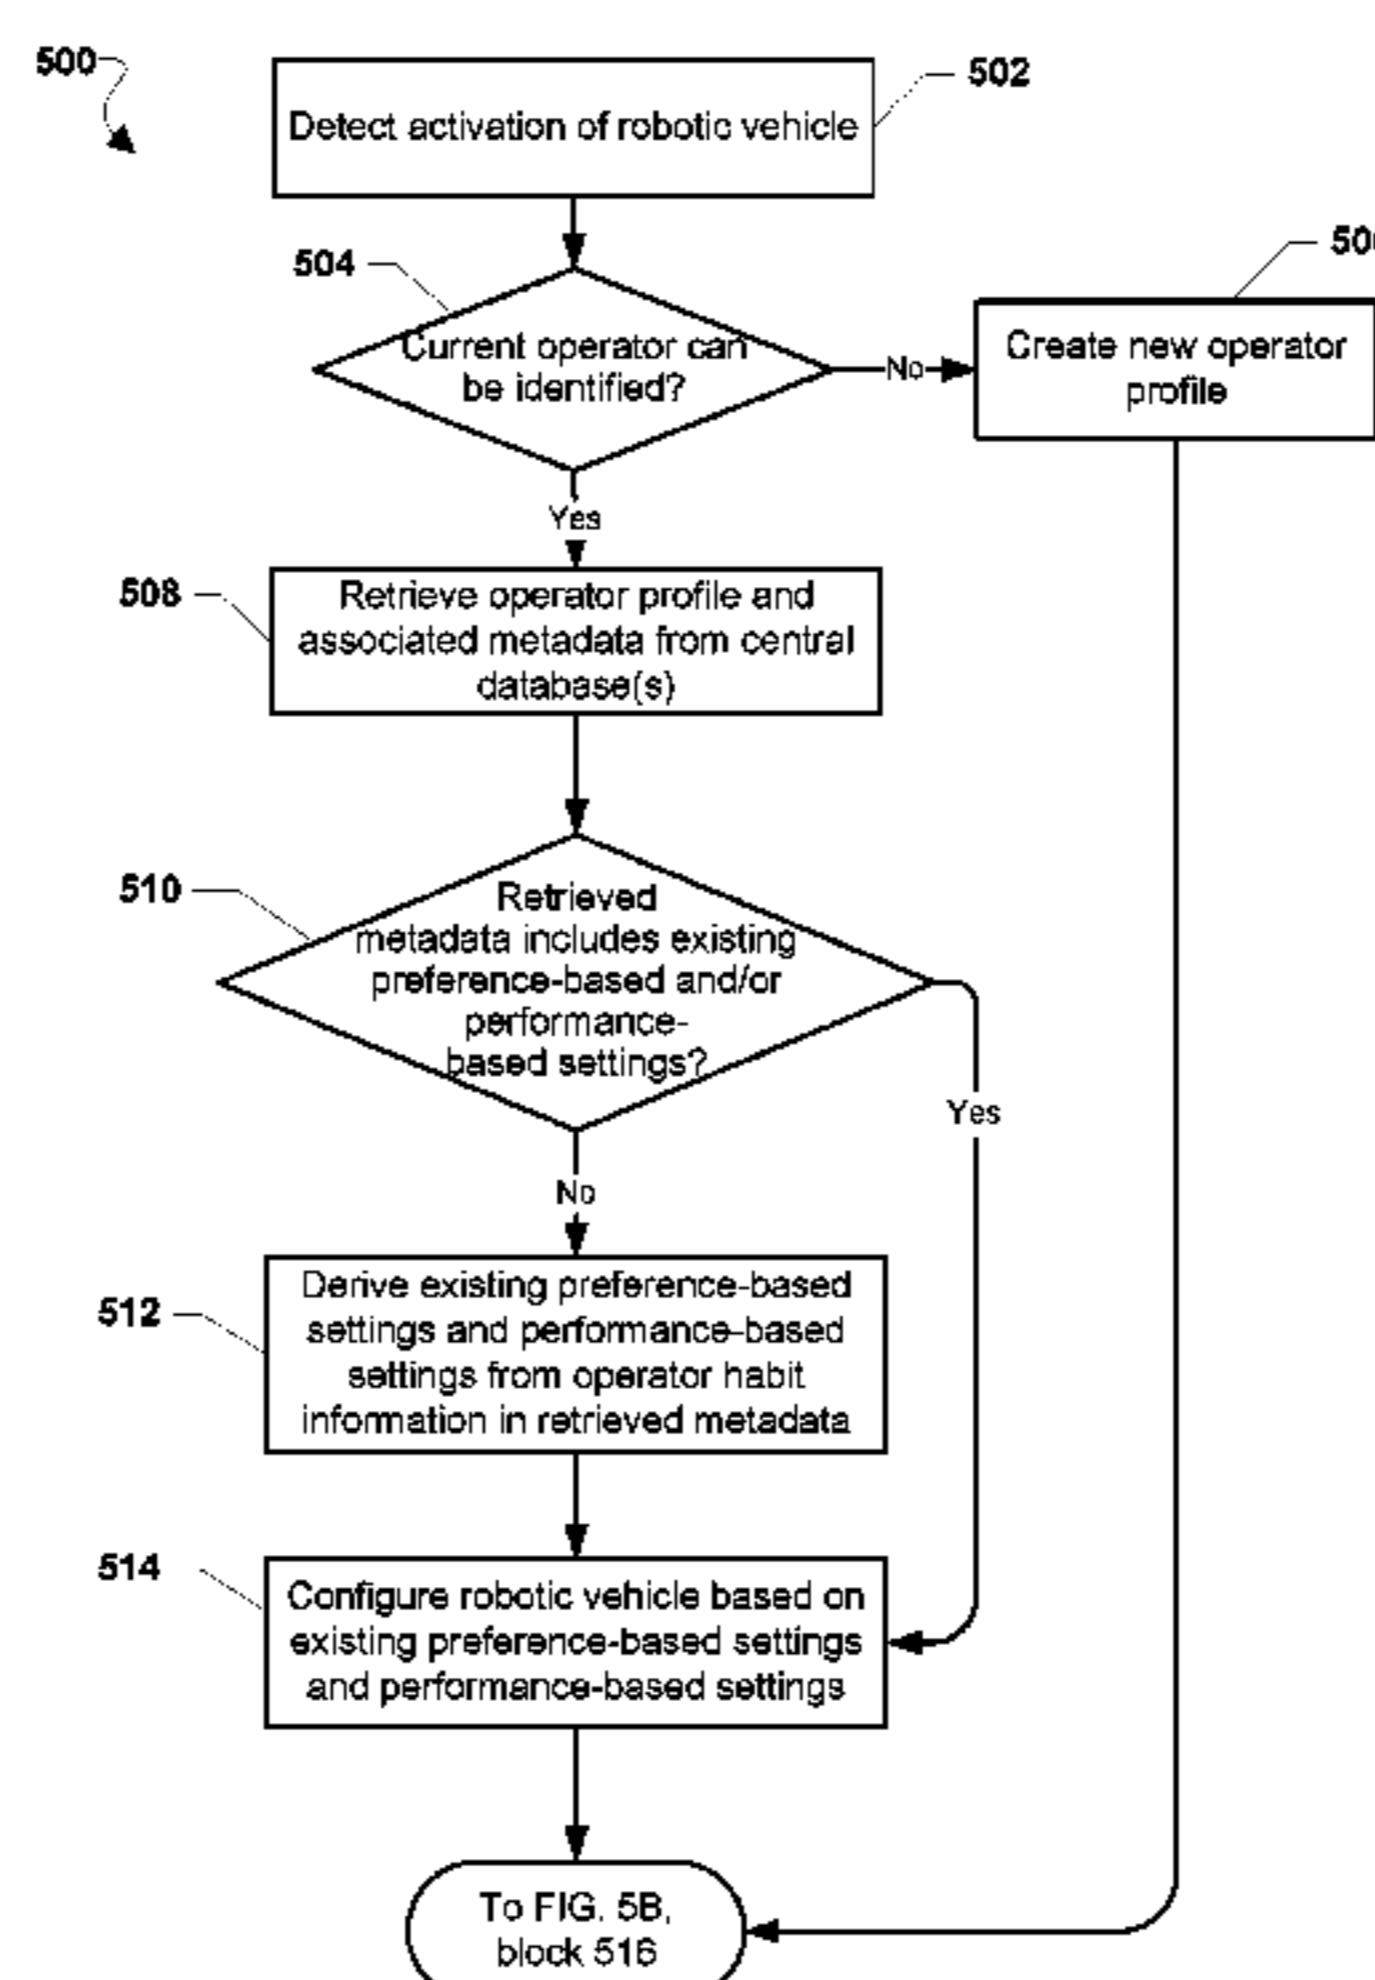 500
502
Detect activation of robotic vehicle
504
Current operator can
be identified?
No
Create new operator
profile
Yes
508
Retrieve operator profile and
associated metadata from central
database(s)
510
Retrieved
metadata includes existing
preference-based and/or
performance-
based settings?
Yes
No
512
Derive existing preference-based
settings and performance-based
settings from operator habit
information in retrieved metadata
514
Configure robotic vehicle based on
existing preference-based settings
and performance-based settings
To FIG. 5B,
block 516